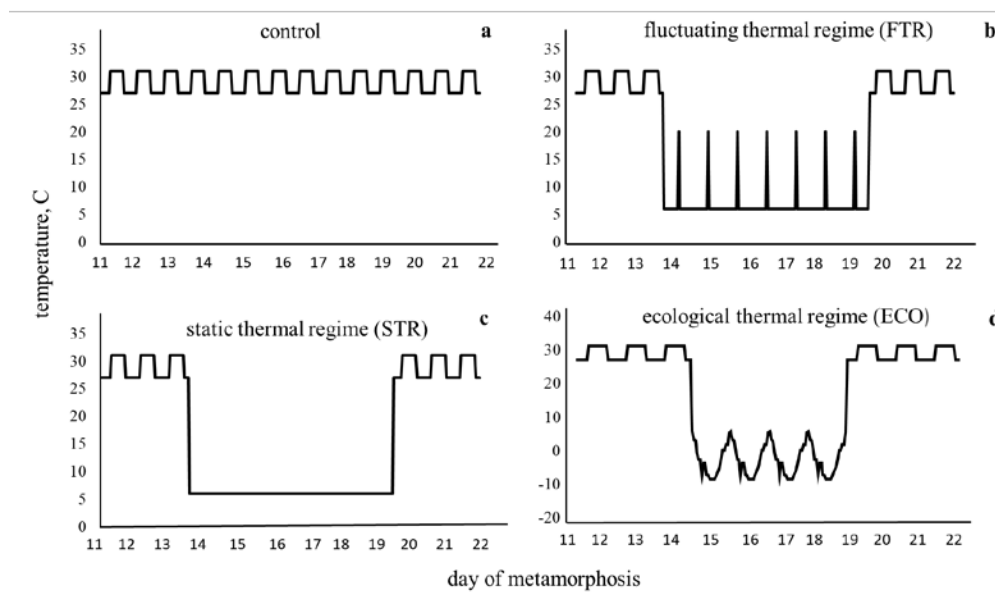 control
a
35
30
25
20
15
10
5
0
11 12 13 14 15 16 17 18 19 20 21 22
fluctuating thermal regime (FTR)
b
35
30
25
20
15
10
5
0
11 12 13 14 15 16 17 18 19 20 21 22
temperature, C
static thermal regime (STR)
c
35
30
25
20
15
10
5
0
11 12 13 14 15 16 17 18 19 20 21 22
ecological thermal regime (ECO)
d
40
30
20
10
0
-10
-20
11 12 13 14 15 16 17 18 19 20 21 22
day of metamorphosis